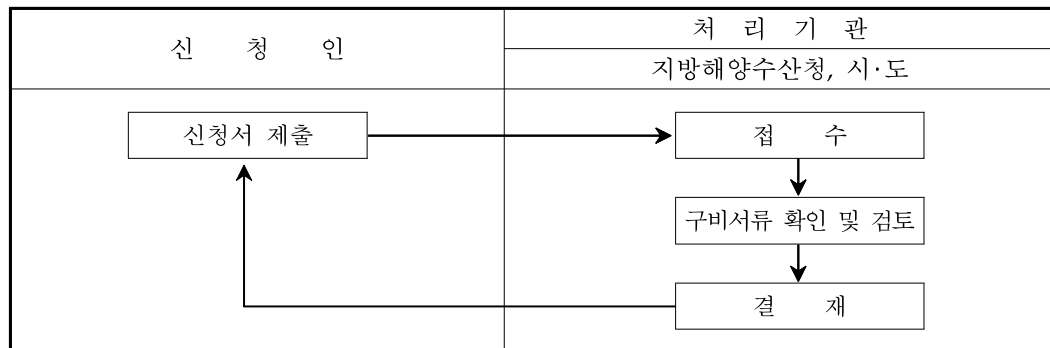 신 청 인
처 리 기 관
지방해양수산청, 시·도
신청서 제출
접 수
구비서류 확인 및 검토
결 재